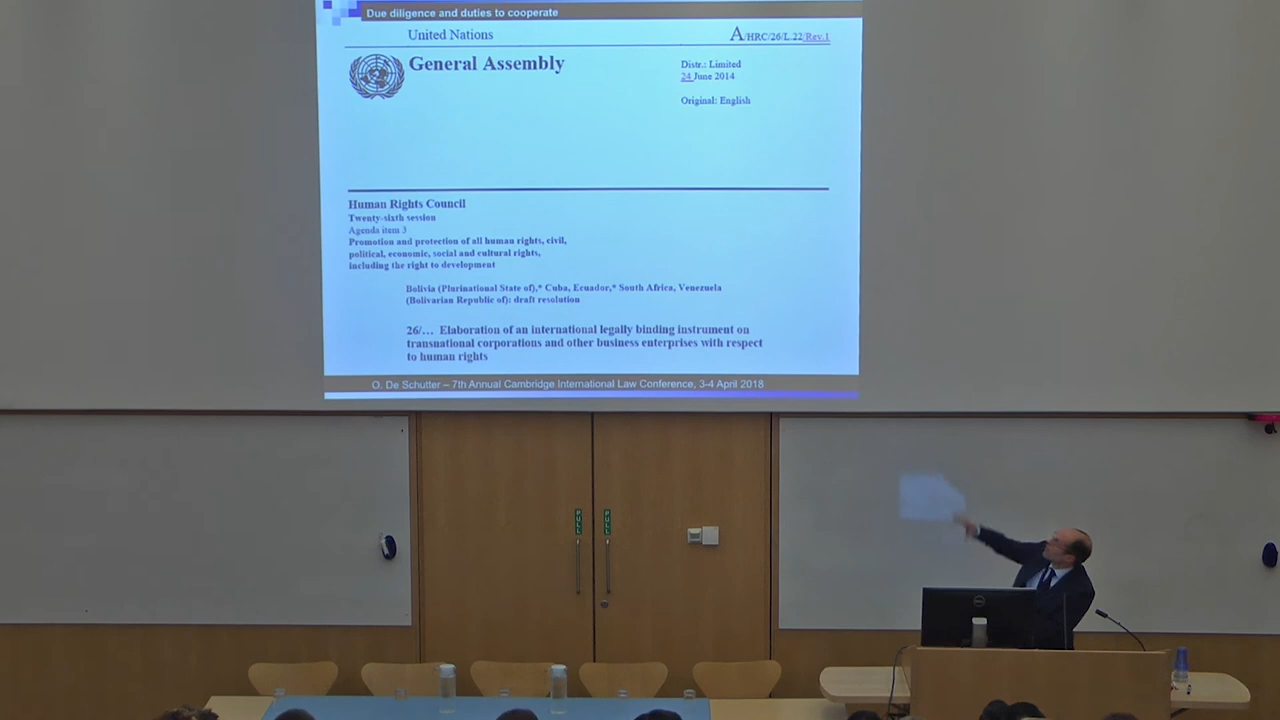 Due diligence and duties to cooperate
United Nations
A/HRC/26/L.22/Rev.1
General Assembly
Distr.: Limited
24 June 2014
Original: English
Human Rights Council
Twenty-sixth session
Agenda item 3
Promotion and protection of all human rights, civil,
political, economic, social and cultural rights,
including the right to development
Bolivia (Plurinational State of),* Cuba, Ecuador,* South Africa, Venezuela
(Bolivarian Republic of): draft resolution
26/… Elaboration of an international legally binding instrument on
transnational corporations and other business enterprises with respect
to human rights
O. De Schutter – 7th Annual Cambridge International Law Conference, 3-4 April 2018
PULL
PULL
DELL